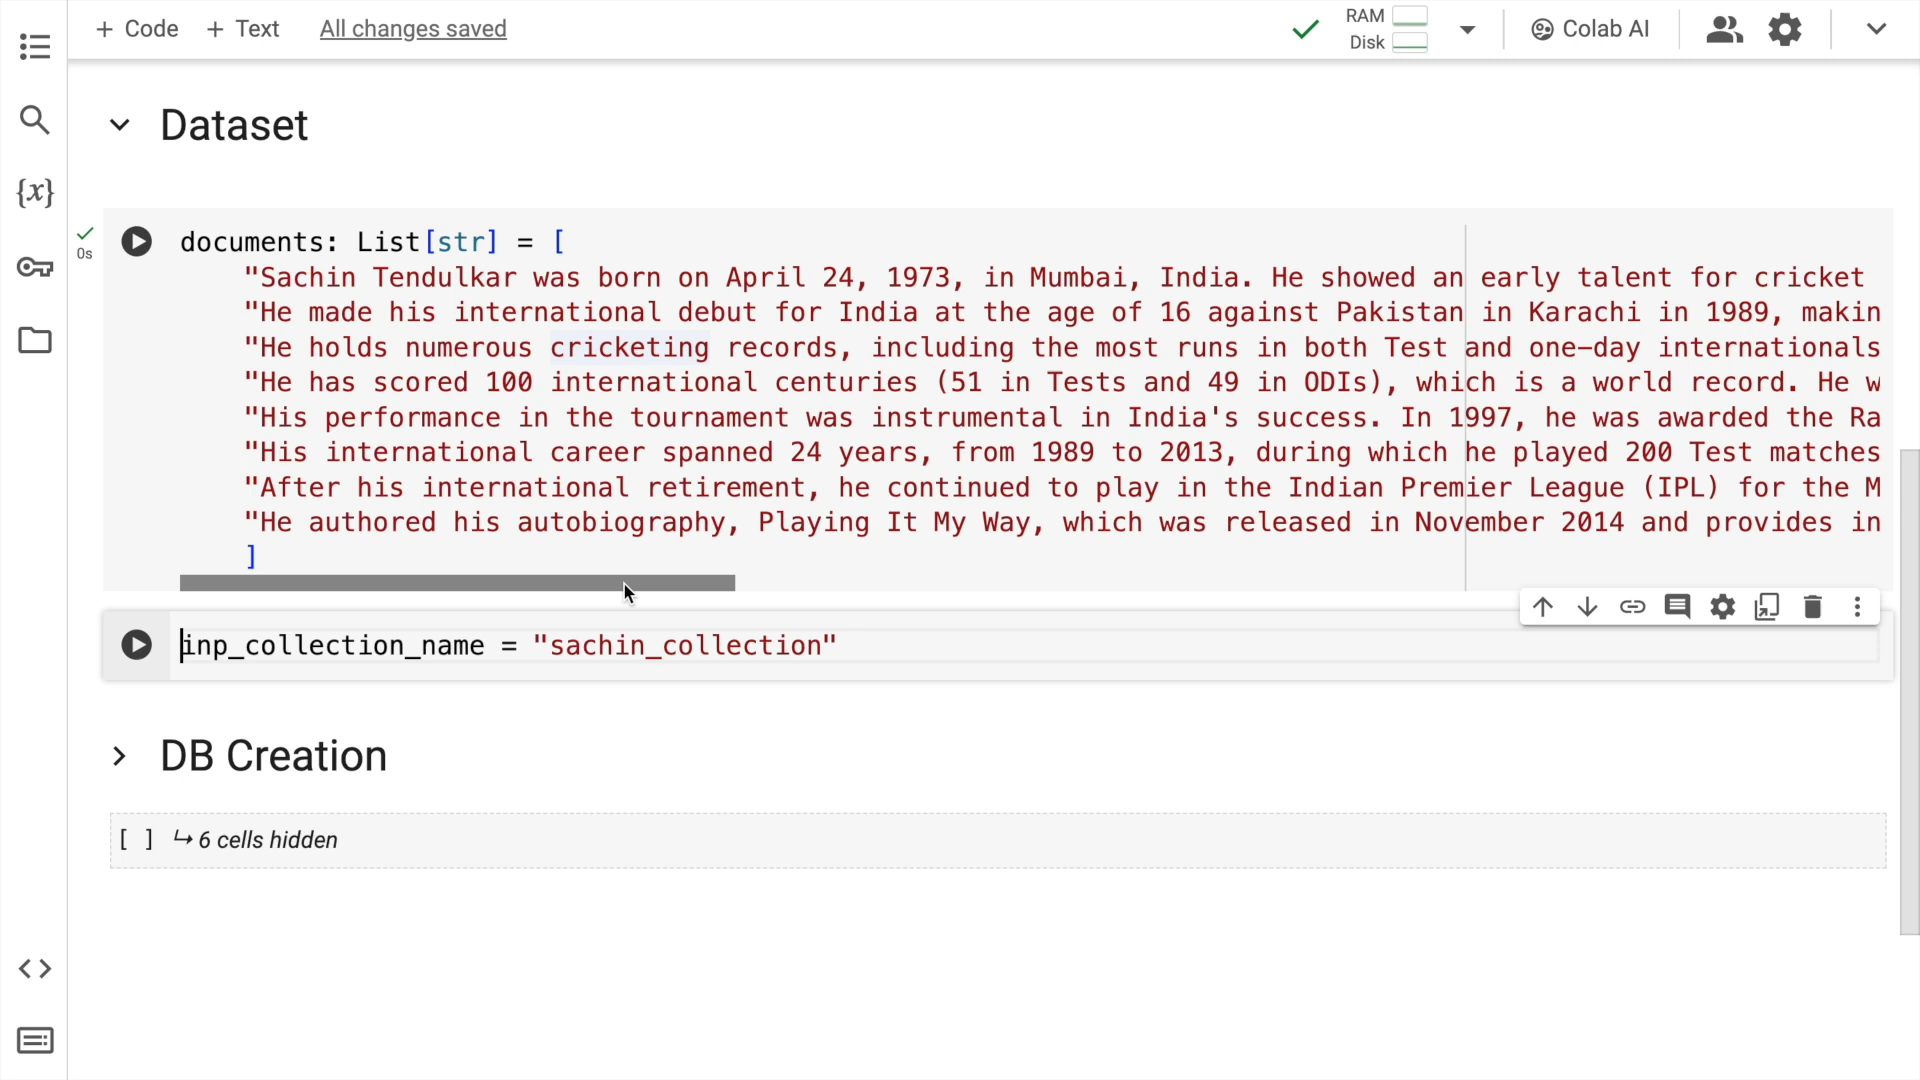 + Code + Text All changes saved RAM Disk Colab AI
Dataset
0s
documents: List[str] = [
"Sachin Tendulkar was born on April 24, 1973, in Mumbai, India. He showed an early talent for cricket
"He made his international debut for India at the age of 16 against Pakistan in Karachi in 1989, makin
"He holds numerous cricketing records, including the most runs in both Test and one-day internationals
"He has scored 100 international centuries (51 in Tests and 49 in ODIs), which is a world record. He w
"His performance in the tournament was instrumental in India's success. In 1997, he was awarded the Ra
"His international career spanned 24 years, from 1989 to 2013, during which he played 200 Test matches
"After his international retirement, he continued to play in the Indian Premier League (IPL) for the M
"He authored his autobiography, Playing It My Way, which was released in November 2014 and provides in
]
inp_collection_name = "sachin_collection"
DB Creation
[ ] ↳ 6 cells hidden
{x}